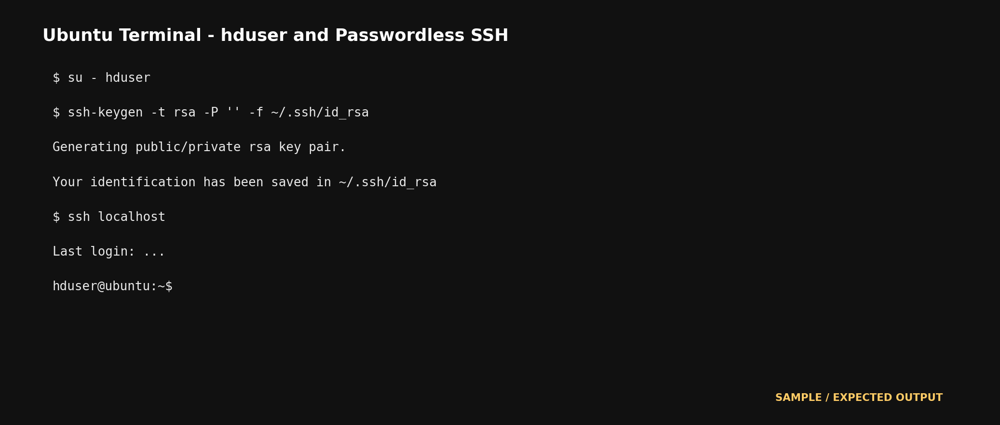 Ubuntu Terminal - hduser and Passwordless SSH
$ su - hduser
$ ssh-keygen -t rsa -P '' -f ~/.ssh/id_rsa
Generating public/private rsa key pair.
Your identification has been saved in ~/.ssh/id_rsa
$ ssh localhost
Last login: ...
hduser@ubuntu:~$
SAMPLE / EXPECTED OUTPUT